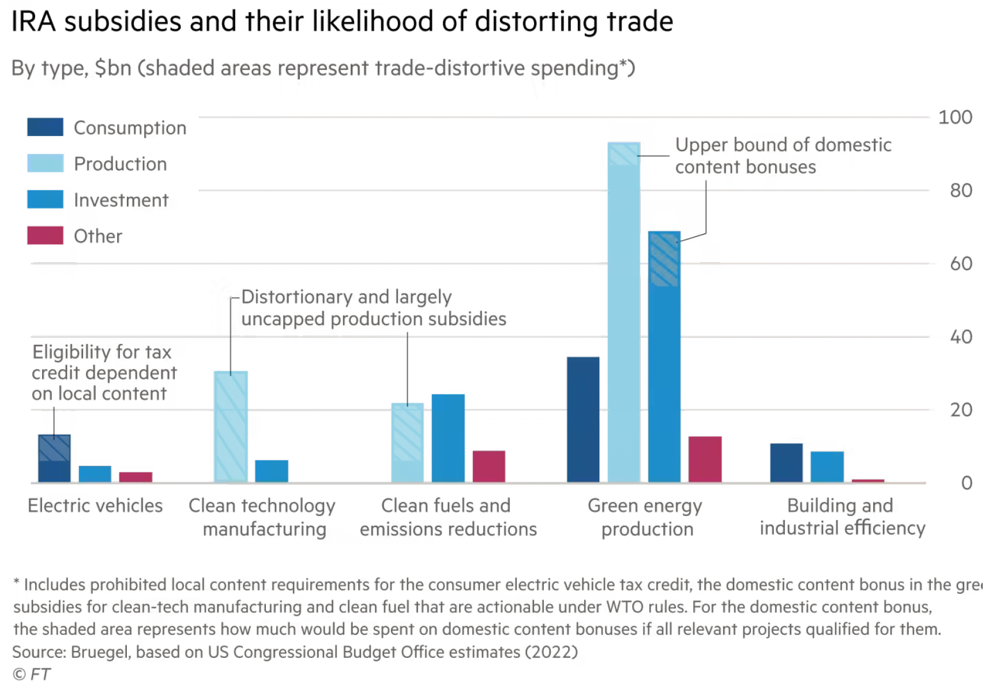 IRA subsidies and their likelihood of distorting trade
By type, $bn (shaded areas represent trade-distortive spending*)
Consumption
Production
Investment
Other
100
80
60
40
20
0
Upper bound of domestic
content bonuses
Distortionary and largely
uncapped production subsidies
Eligibility for tax
credit dependent
on local content
Electric vehicles
Clean technology
manufacturing
Clean fuels and
emissions reductions
Green energy
production
Building and
industrial efficiency
* Includes prohibited local content requirements for the consumer electric vehicle tax credit, the domestic content bonus in the
subsidies for clean-tech manufacturing and clean fuel that are actionable under WTO rules. For the domestic content bonus,
the shaded area represents how much would be spent on domestic content bonuses if all relevant projects qualified for them.
Source: Bruegel, based on US Congressional Budget Office estimates (2022)
© FT